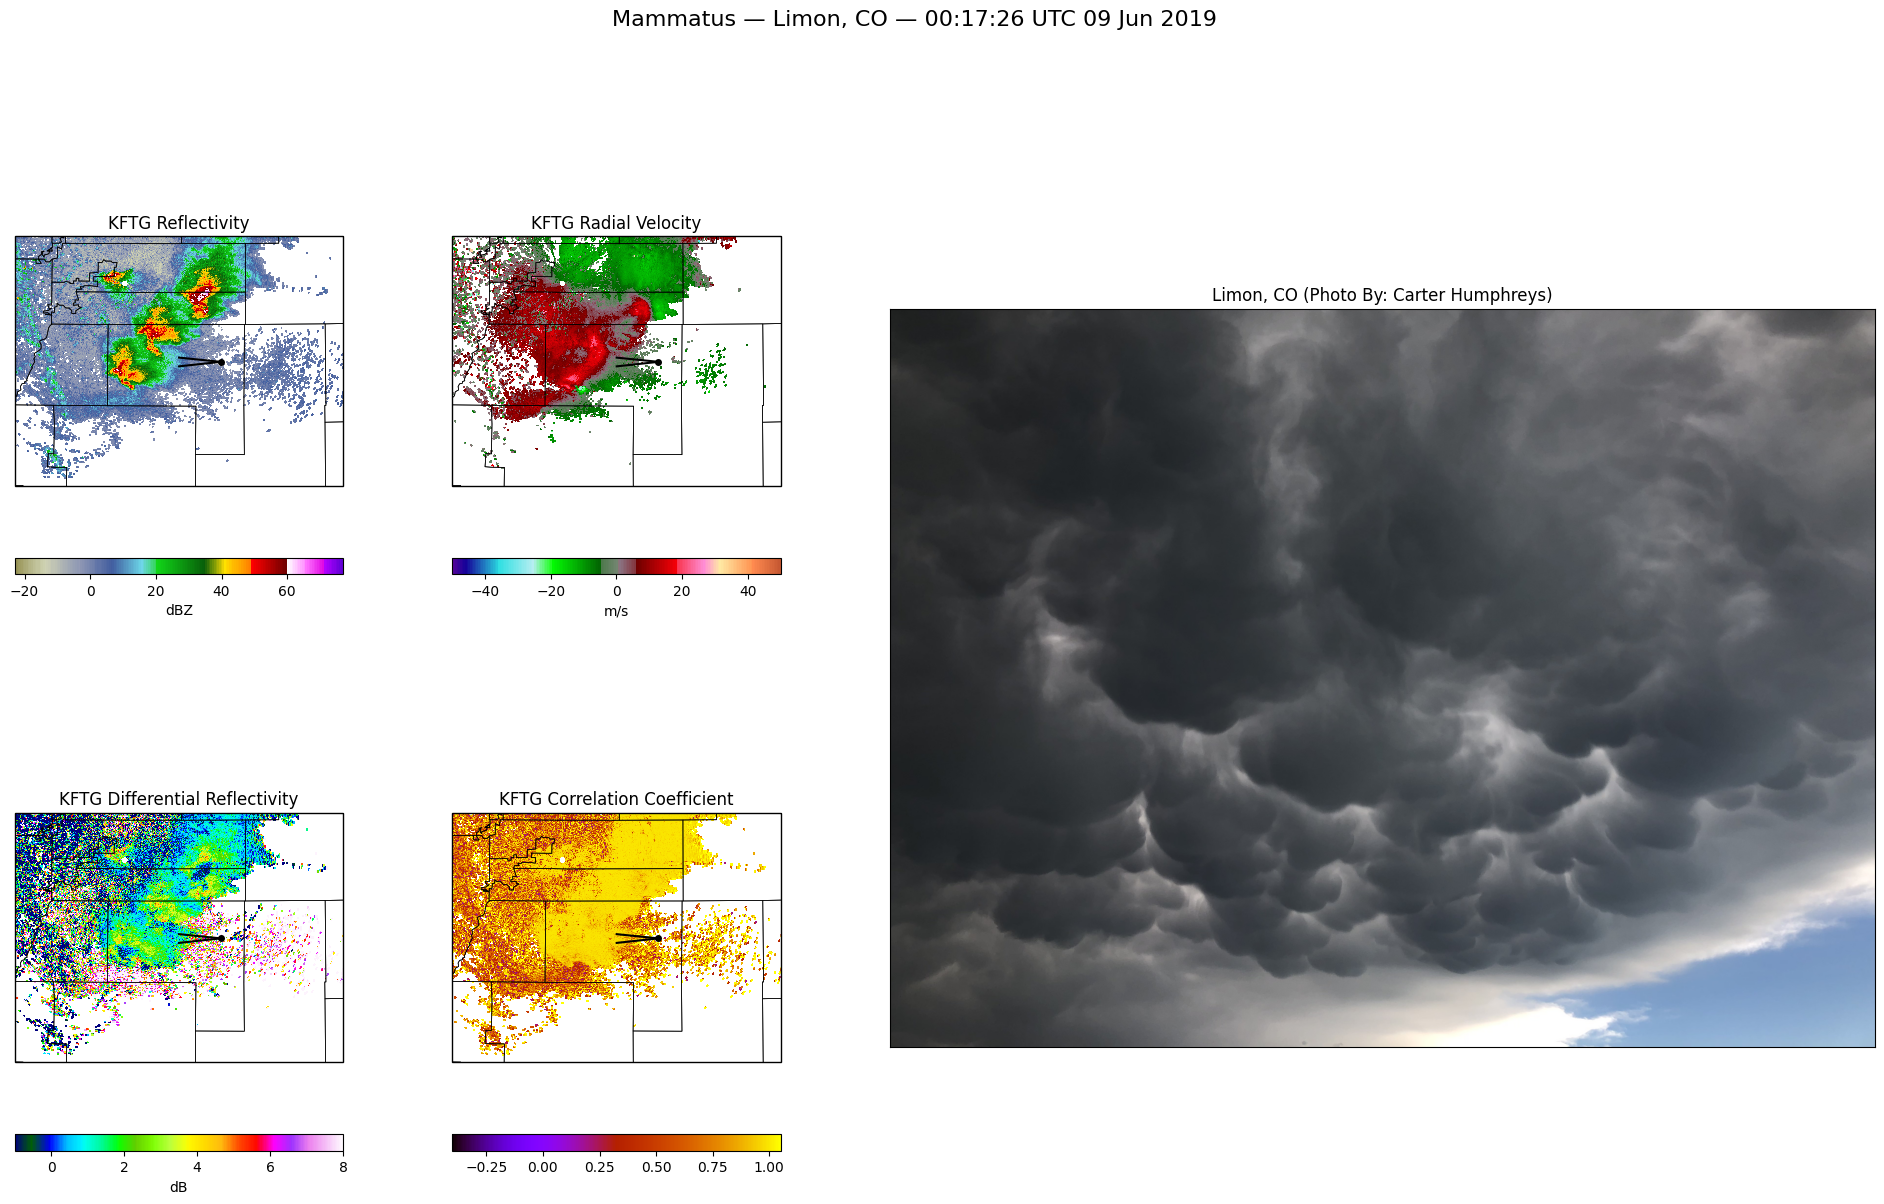 Mammatus — Limon, CO — 00:17:26 UTC 09 Jun 2019
KFTG Reflectivity
−20 0 20 40 60
dBZ
KFTG Radial Velocity
−40 −20 0 20 40
m/s
KFTG Differential Reflectivity
0 2 4 6 8
dB
KFTG Correlation Coefficient
−0.25 0.00 0.25 0.50 0.75 1.00
Limon, CO (Photo By: Carter Humphreys)